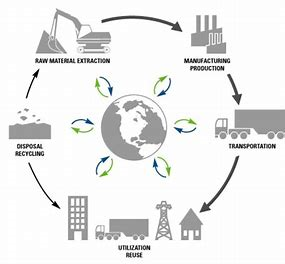 RAW MATERIAL EXTRACTION
MANUFACTURING
PRODUCTION
TRANSPORTATION
UTILIZATION
REUSE
DISPOSAL
RECYCLING